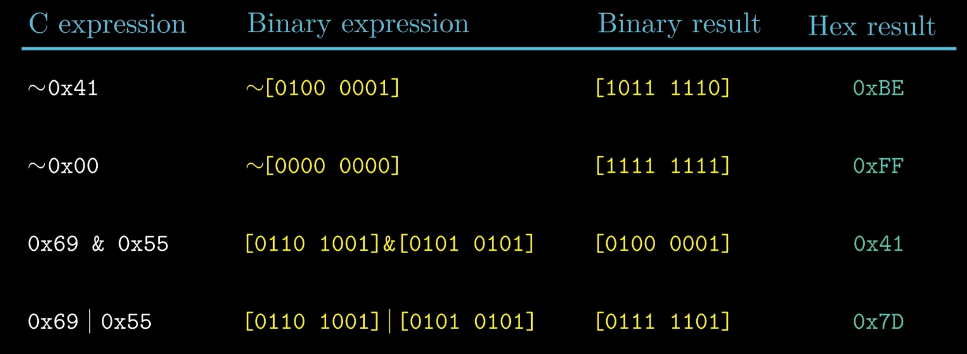 C expression Binary expression Binary result Hex result
~0x41 ~[0100 0001] [1011 1110] 0xBE
~0x00 ~[0000 0000] [1111 1111] 0xFF
0x69 & 0x55 [0110 1001]&[0101 0101] [0100 0001] 0x41
0x69 | 0x55 [0110 1001]|[0101 0101] [0111 1101] 0x7D